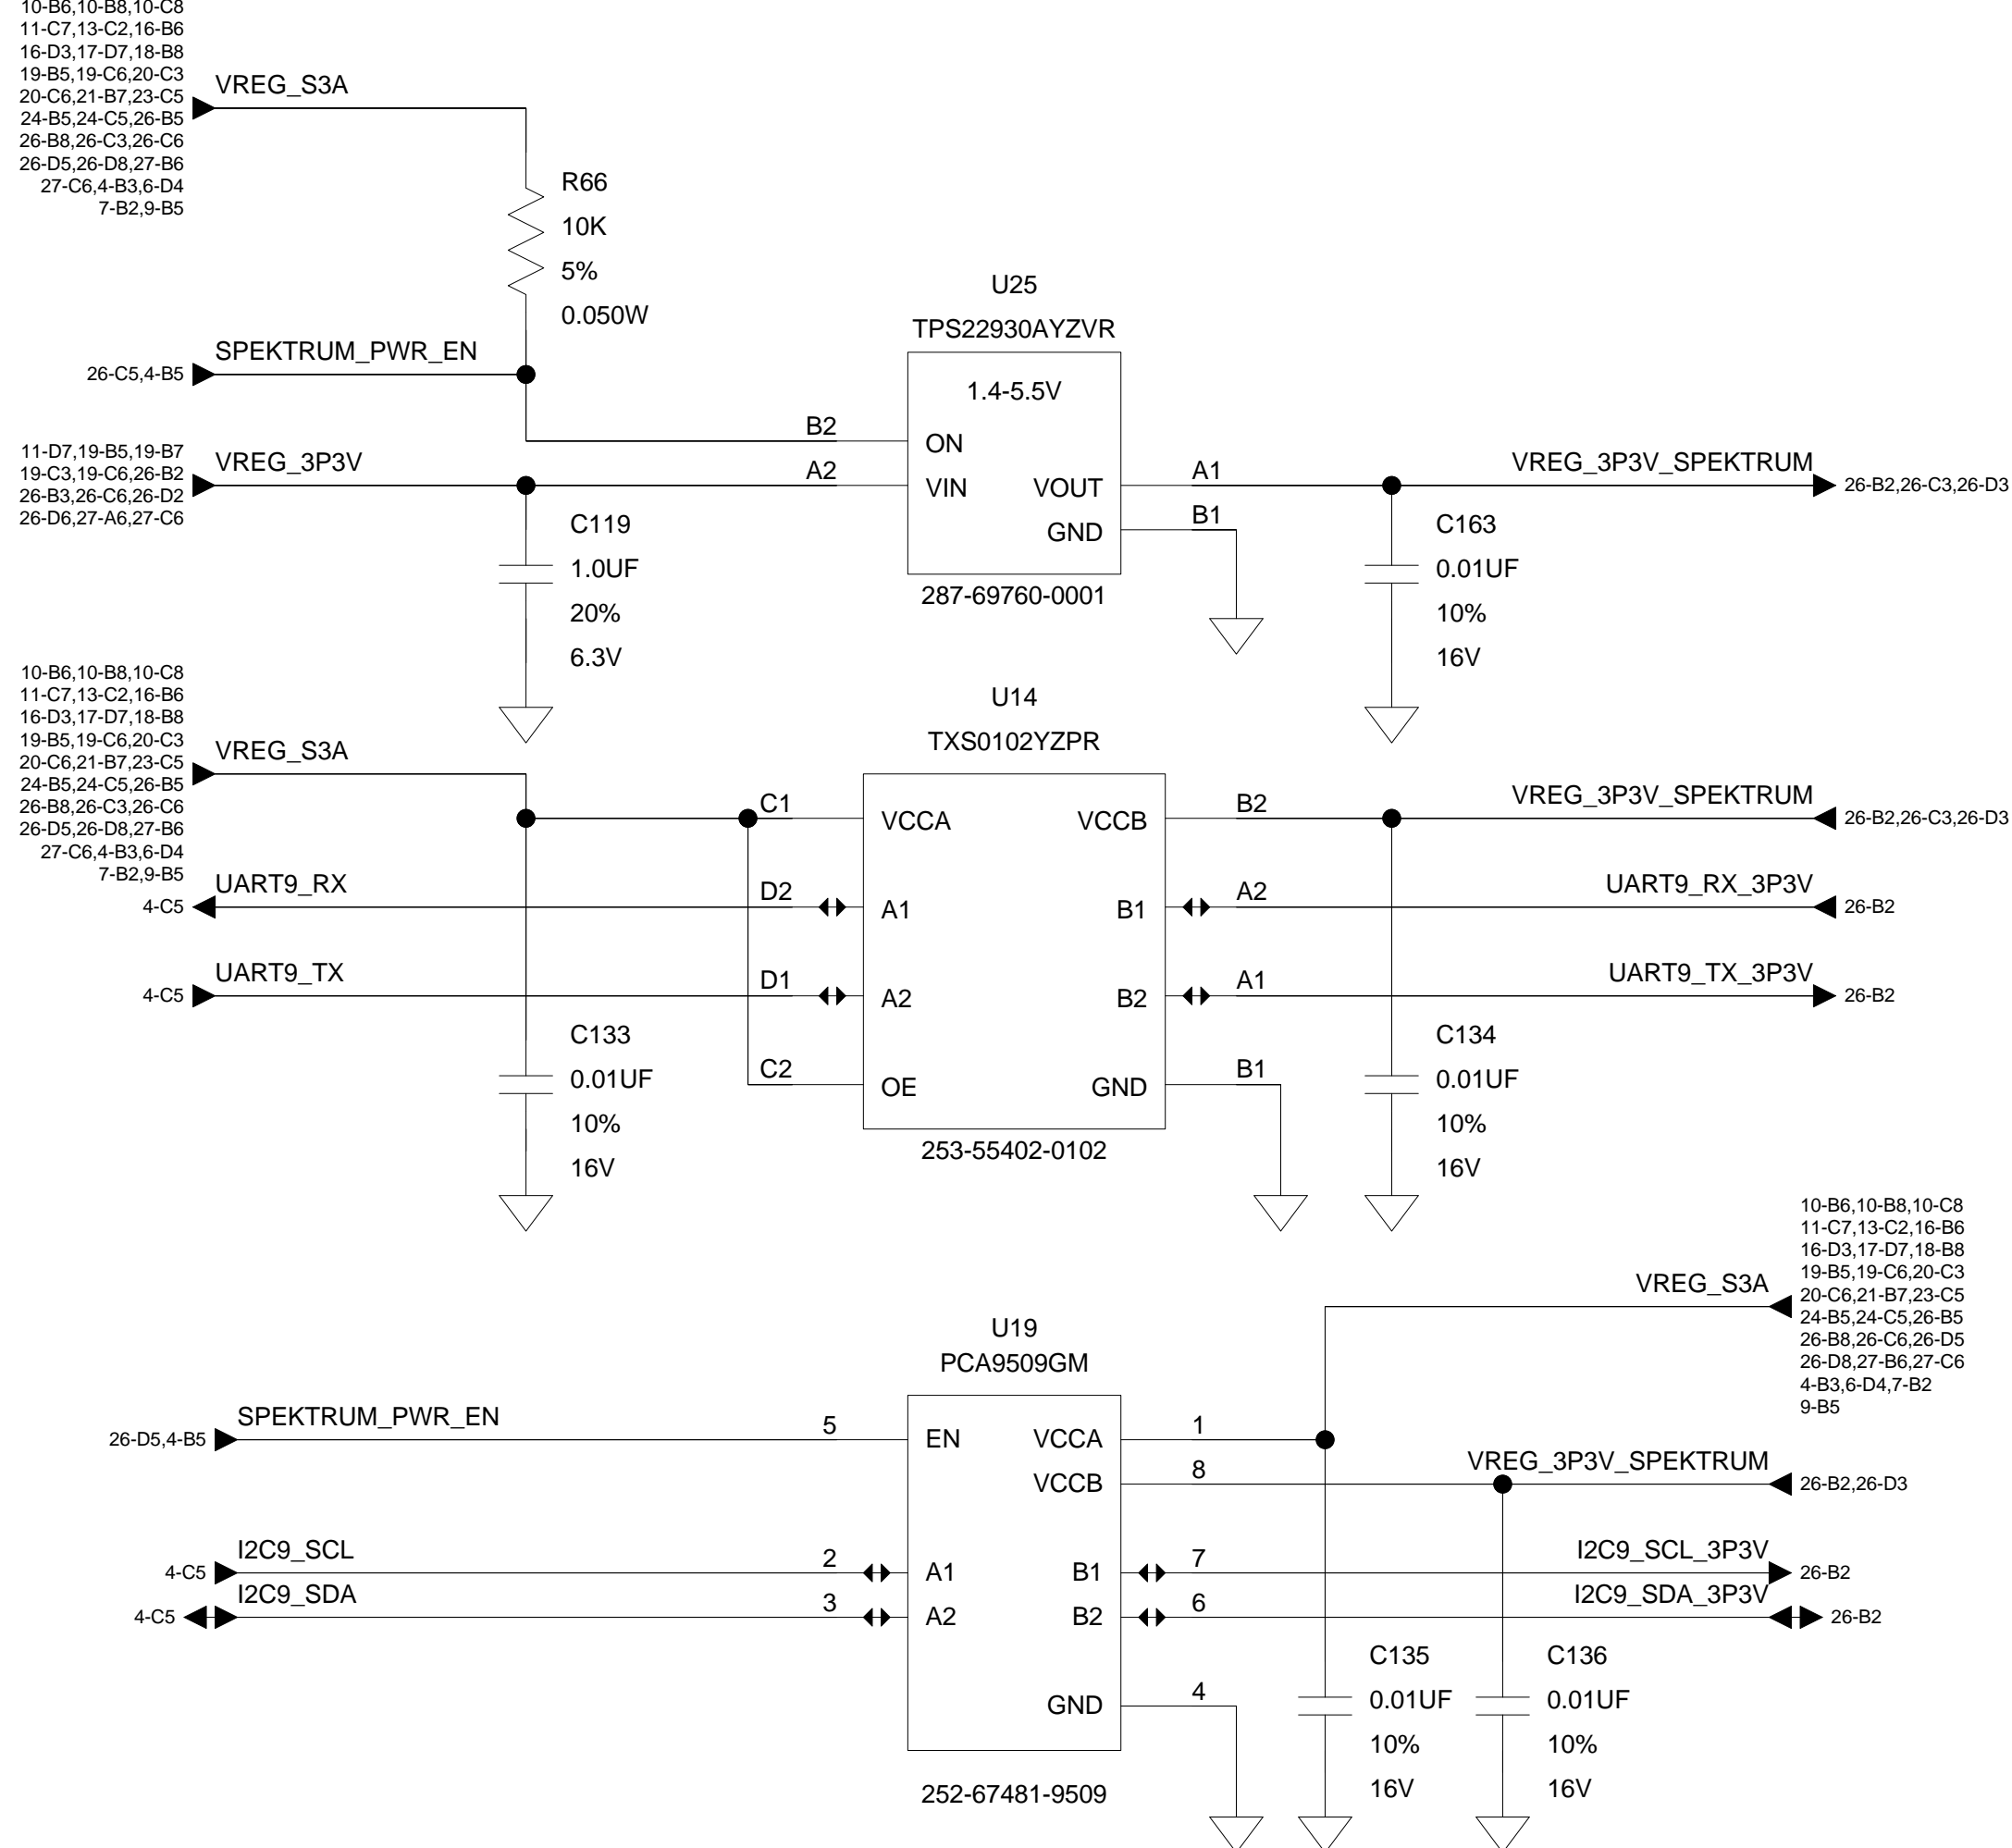 10-B6,10-B8,10-C8
11-C7,13-C2,16-B6
16-D3,17-D7,18-B8
19-B5,19-C6,20-C3
20-C6,21-B7,23-C5
24-B5,24-C5,26-B5
26-B8,26-C3,26-C6
26-D5,26-D8,27-B6
27-C6,4-B3,6-D4
7-B2,9-B5
VREG_S3A
R66
10K
5%
0.050W
SPEKTRUM_PWR_EN
26-C5,4-B5
11-D7,19-B5,19-B7
19-C3,19-C6,26-B2
26-B3,26-C6,26-D2
26-D6,27-A6,27-C6
VREG_3P3V
C119
1.0UF
20%
6.3V
U25
TPS22930AYZVR
1.4-5.5V
B2
ON
A2
VIN
VOUT
A1
GND
B1
287-69760-0001
VREG_3P3V_SPEKTRUM
26-B2,26-C3,26-D3
C163
0.01UF
10%
16V
10-B6,10-B8,10-C8
11-C7,13-C2,16-B6
16-D3,17-D7,18-B8
19-B5,19-C6,20-C3
20-C6,21-B7,23-C5
24-B5,24-C5,26-B5
26-B8,26-C3,26-C6
26-D5,26-D8,27-B6
27-C6,4-B3,6-D4
7-B2,9-B5
VREG_S3A
UART9_RX
4-C5
UART9_TX
4-C5
C133
0.01UF
10%
16V
U14
TXS0102YZPR
C1
VCCA
VCCB
B2
D2
A1
B1
A2
D1
A2
B2
A1
C2
OE
GND
B1
253-55402-0102
VREG_3P3V_SPEKTRUM
26-B2,26-C3,26-D3
UART9_RX_3P3V
26-B2
UART9_TX_3P3V
26-B2
C134
0.01UF
10%
16V
10-B6,10-B8,10-C8
11-C7,13-C2,16-B6
16-D3,17-D7,18-B8
19-B5,19-C6,20-C3
20-C6,21-B7,23-C5
24-B5,24-C5,26-B5
26-B8,26-C6,26-D5
26-D8,27-B6,27-C6
4-B3,6-D4,7-B2
9-B5
VREG_S3A
U19
PCA9509GM
SPEKTRUM_PWR_EN
26-D5,4-B5
5
EN
VCCA
1
VCCB
8
VREG_3P3V_SPEKTRUM
26-B2,26-D3
I2C9_SCL
4-C5
2
A1
B1
7
I2C9_SCL_3P3V
26-B2
I2C9_SDA
4-C5
3
A2
B2
6
I2C9_SDA_3P3V
26-B2
GND
4
252-67481-9509
C135
0.01UF
10%
16V
C136
0.01UF
10%
16V